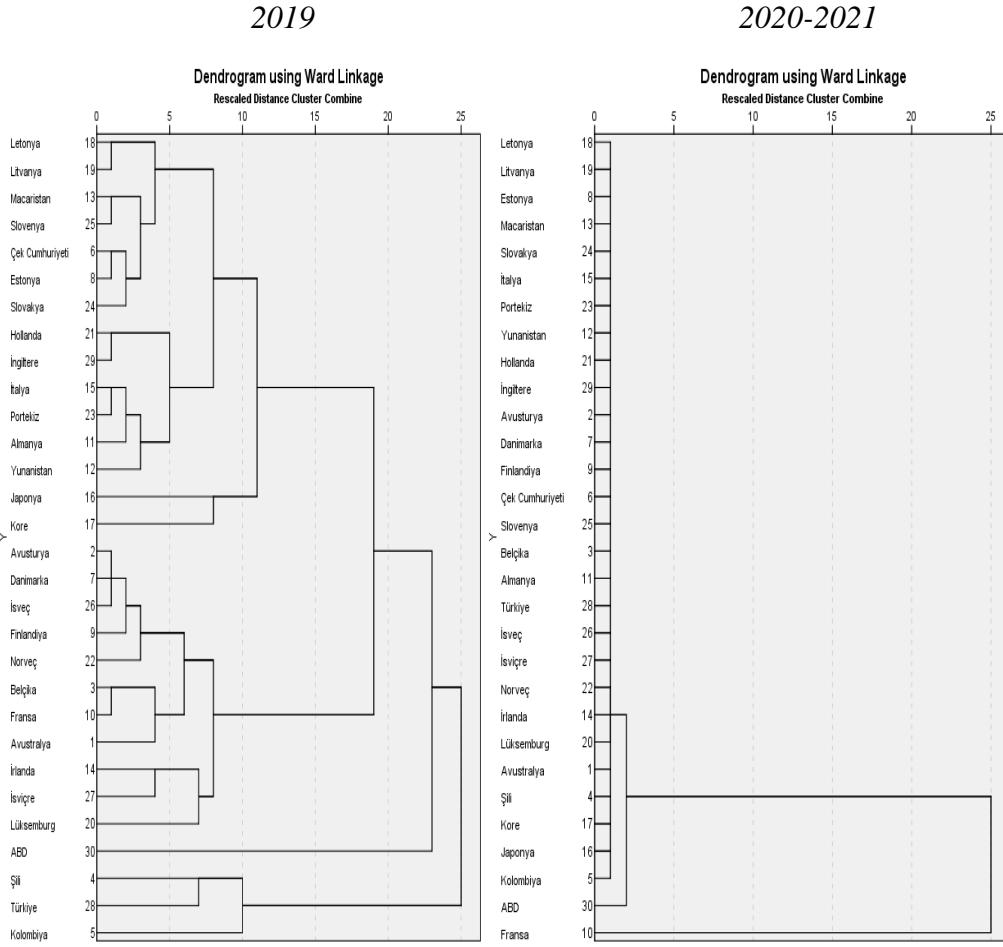 2019
Dendrogram using Ward Linkage
Rescaled Distance Cluster Combine
0 5 10 15 20 25
Letonya 18
Litvanya 19
Macaristan 13
Slovenya 25
Çek Cumhuriyeti 6
Estonya 8
Slovakya 24
Hollanda 21
İngiltere 29
İtalya 15
Portekiz 23
Almanya 11
Yunanistan 12
Japonya 16
Kore 17
Y
Avusturya 2
Danimarka 7
İsveç 26
Finlandiya 9
Norveç 22
Belçika 3
Fransa 10
Avustralya 1
İrlanda 14
İsviçre 27
Lüksemburg 20
ABD 30
Şili 4
Türkiye 28
Kolombiya 5
2020-2021
Dendrogram using Ward Linkage
Rescaled Distance Cluster Combine
0 5 10 15 20 25
Letonya 18
Litvanya 19
Estonya 8
Macaristan 13
Slovakya 24
İtalya 15
Portekiz 23
Yunanistan 12
Hollanda 21
İngiltere 29
Avusturya 2
Danimarka 7
Finlandiya 9
Çek Cumhuriyeti 6
Slovenya 25
Y
Belçika 3
Almanya 11
Türkiye 28
İsveç 26
İsviçre 27
Norveç 22
İrlanda 14
Lüksemburg 20
Avustralya 1
Şili 4
Kore 17
Japonya 16
Kolombiya 5
ABD 30
Fransa 10